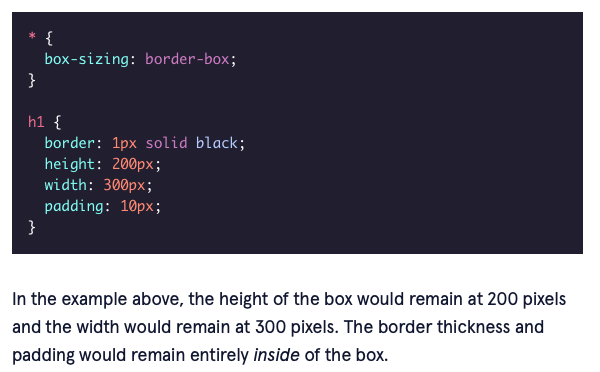 * {
  box-sizing: border-box;
}

h1 {
  border: 1px solid black;
  height: 200px;
  width: 300px;
  padding: 10px;
}

In the example above, the height of the box would remain at 200 pixels
and the width would remain at 300 pixels. The border thickness and
padding would remain entirely inside of the box.